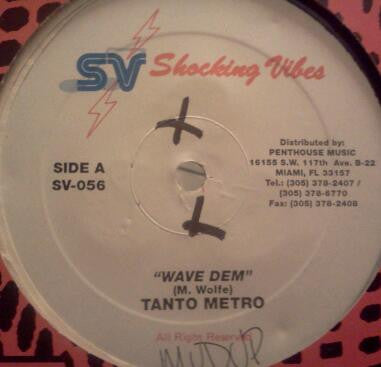 SV Shocking Vibes
SIDE A
SV-056
Distributed by:
PENTHOUSE MUSIC
16155 S.W. 117th Ave. B-22
MIAMI, FL 33157
Tel.: (305) 378-2407 /
(305) 378-6770
Fax: (305) 378-2408
"WAVE DEM"
(M. Wolfe)
TANTO METRO
All Right Reserved